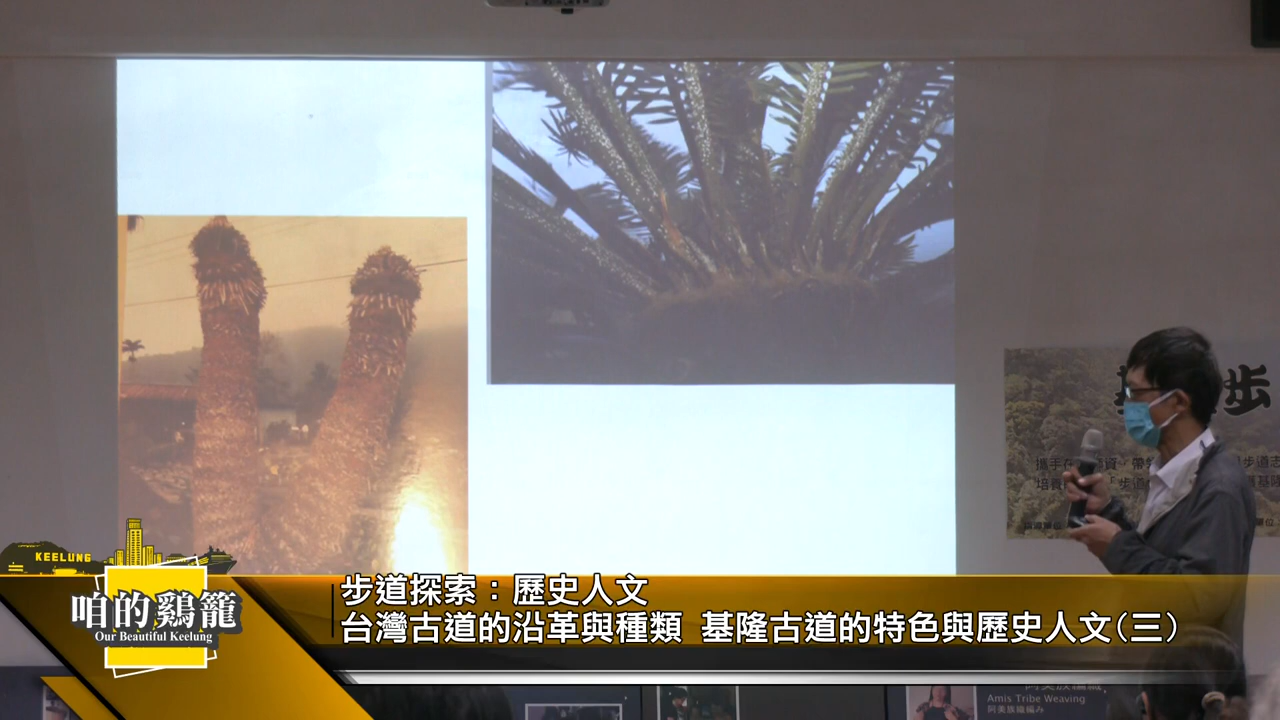 步
KEELUNG
咱的鷄籠
Our Beautiful Keelung
步道探索：歷史人文
台灣古道的沿革與種類 基隆古道的特色與歷史人文(三)
Amis Tribe Weaving
阿美族織編み